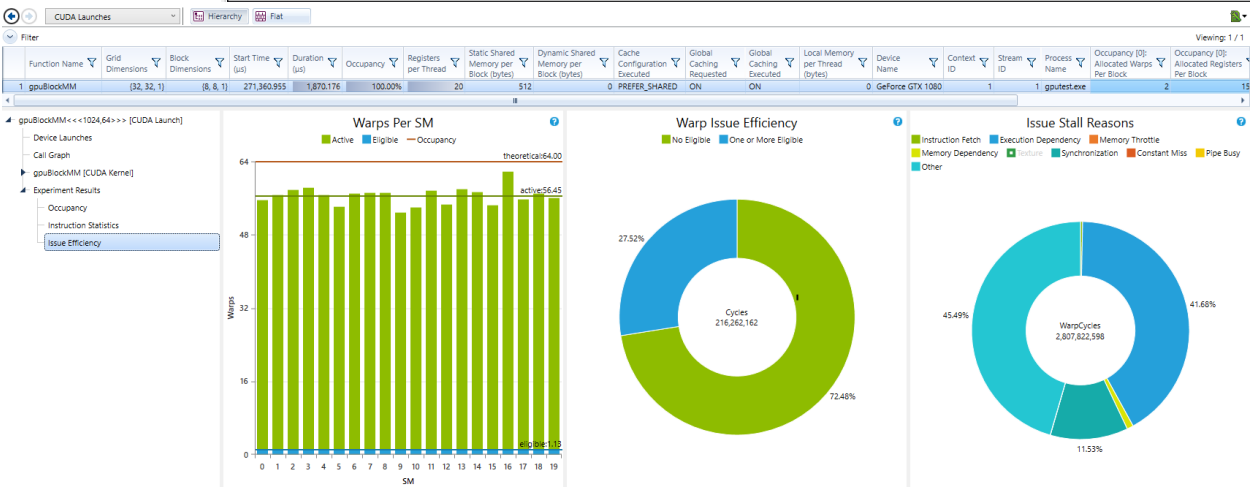 CUDA Launches Hierarchy Flat
Filter Viewing: 1 / 1
Function Name Grid Dimensions Block Dimensions Start Time (μs) Duration (μs) Occupancy Registers per Thread Static Shared Memory per Block (bytes) Dynamic Shared Memory per Block (bytes) Cache Configuration Executed Global Caching Requested Global Caching Executed Local Memory per Thread (bytes) Device Name Context ID Stream ID Process Name Occupancy [0]: Allocated Warps Per Block Occupancy [0]: Allocated Registers Per Block
1 gpuBlockMM {32, 32, 1} {8, 8, 1} 271,360.955 1,870.176 100.00% 20 512 0 PREFER_SHARED ON ON 0 GeForce GTX 1080 1 1 gputest.exe 2 15
gpuBlockMM<<<1024,64>>> [CUDA Launch]
Device Launches
Call Graph
gpuBlockMM [CUDA Kernel]
Experiment Results
Occupancy
Instruction Statistics
Issue Efficiency
Warps Per SM
Active Eligible Occupancy
theoretical:64.00
64
active:56.45
48
32
16
eligible:1.13
0
Warps
0 1 2 3 4 5 6 7 8 9 10 11 12 13 14 15 16 17 18 19
SM
Warp Issue Efficiency
No Eligible One or More Eligible
27.52%
Cycles
216,262,162
72.48%
Issue Stall Reasons
Instruction Fetch Execution Dependency Memory Throttle
Memory Dependency Texture Synchronization Constant Miss Pipe Busy
Other
41.68%
45.49%
WarpCycles
2,807,822,598
11.53%